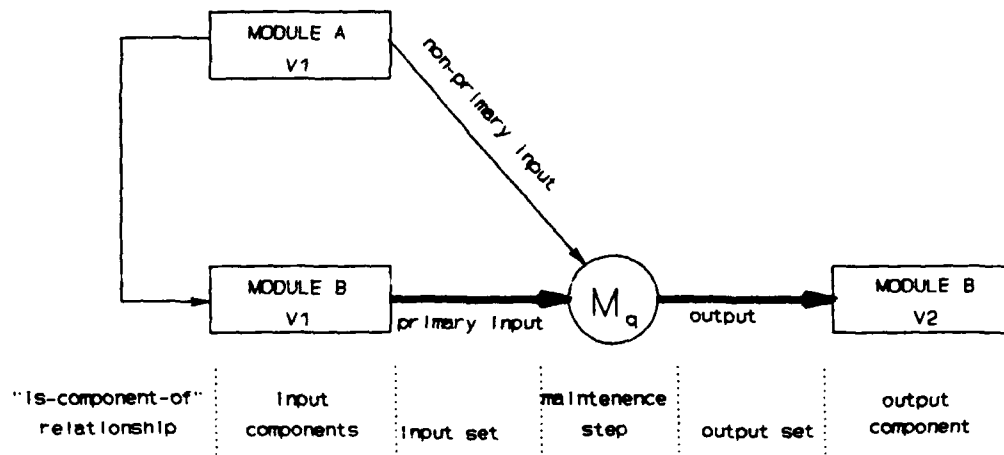 MODULE A
V1
non-primary input
MODULE B
V1
primary input
Mq
output
MODULE B
V2
"is-component-of"
relationship
input
components
input set
maintenence
step
output set
output
component